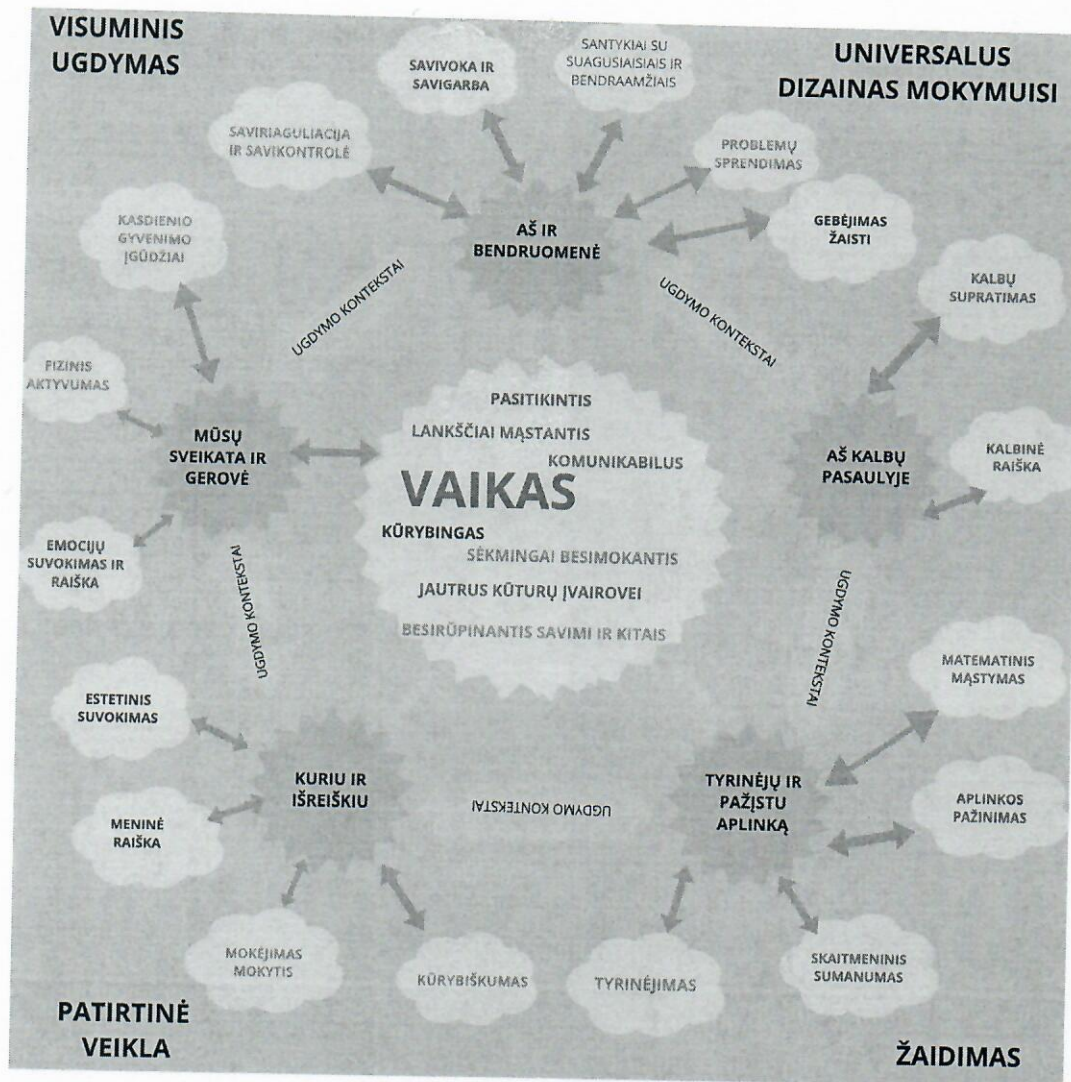 VISUMINIS
UGDYMAS
UNIVERSALUS
DIZAINAS MOKYMUISI
SAVIVOKA IR
SAVIGARBA
SANTYKIAI SU
SUAGUSIAISIAIS IR
BENDRAAMŽIAIS
SAVIRIAGULIACIJA
IR SAVIKONTROLĖ
PROBLEMŲ
SPRENDIMAS
KASDIENIO
GYVENIMO
ĮGŪDŽIAI
AŠ IR
BENDRUOMENĖ
GEBĖJIMAS
ŽAISTI
UGDYMO KONTEKSTAI
UGDYMO KONTEKSTAI
KALBŲ
SUPRATIMAS
FIZINIS
AKTYVUMAS
MŪSŲ
SVEIKATA IR
GEROVĖ
PASITIKINTIS
LANKŠČIAI MĄSTANTIS
KOMUNIKABILUS
VAIKAS
KŪRYBINGAS
SĖKMINGAI BESIMOKANTIS
JAUTRUS KŪTURŲ ĮVAIROVEI
BESIRŪPINANTIS SAVIMI IR KITAIS
AŠ KALBŲ
PASAULYJE
KALBINĖ
RAIŠKA
EMOCIJŲ
SUVOKIMAS IR
RAIŠKA
UGDYMO KONTEKSTAI
UGDYMO KONTEKSTAI
ESTETINIS
SUVOKIMAS
MATEMATINIS
MĄSTYMAS
KURIU IR
IŠREIŠKIU
UGDYMO KONTEKSTAI
TYRINĖJU IR
PAŽĮSTU
APLINKĄ
MENINĖ
RAIŠKA
APLINKOS
PAŽINIMAS
MOKĖJIMAS
MOKYTIS
KŪRYBIŠKUMAS
TYRINĖJIMAS
SKAITMENINIS
SUMANUMAS
PATIRTINĖ
VEIKLA
ŽAIDIMAS